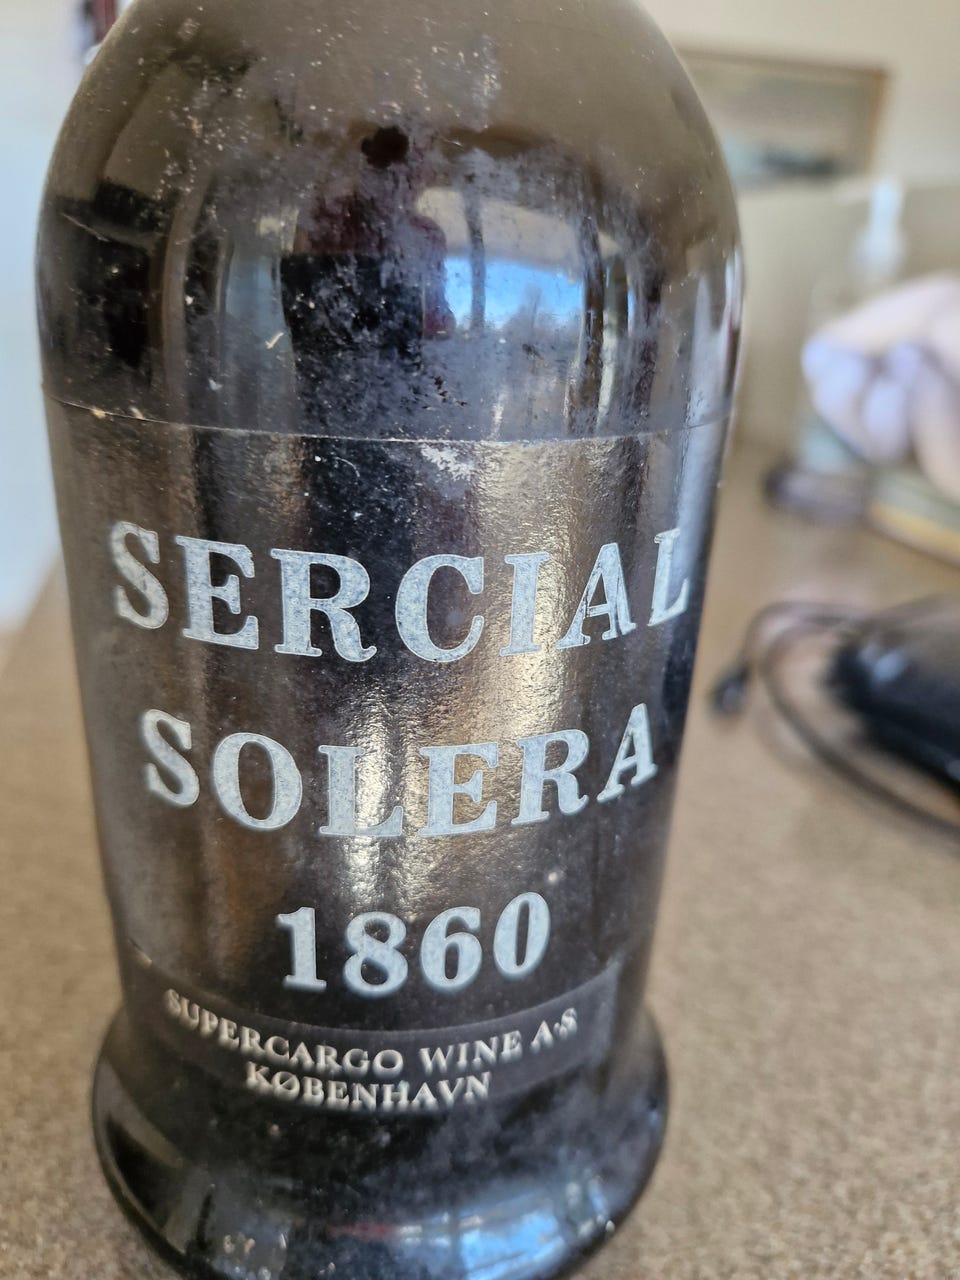 SERCIAL
SOLERA
1860
SUPERCARGO WINE A·S
KØBENHAVN